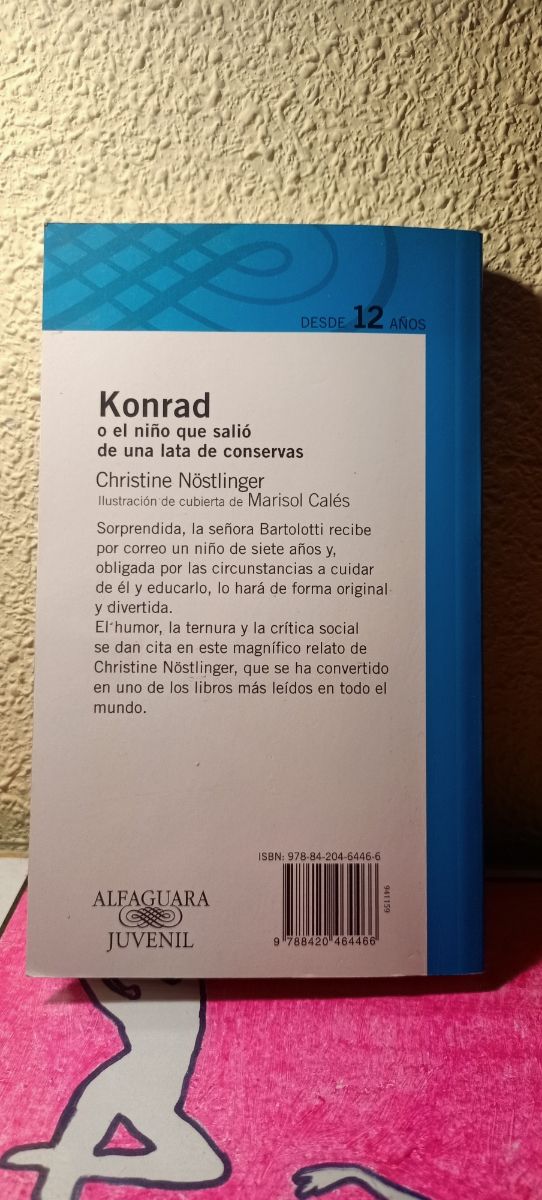 DESDE 12 AÑOS
Konrad
o el niño que salió
de una lata de conservas
Christine Nöstlinger
Ilustración de cubierta de Marisol Calés
Sorprendida, la señora Bartolotti recibe
por correo un niño de siete años y,
obligada por las circunstancias a cuidar
de él y educarlo, lo hará de forma original
y divertida.
El humor, la ternura y la crítica social
se dan cita en este magnífico relato de
Christine Nöstlinger, que se ha convertido
en uno de los libros más leídos en todo el
mundo.
ISBN: 978-84-204-6446-6
941159
9 788420 464466
ALFAGUARA
JUVENIL